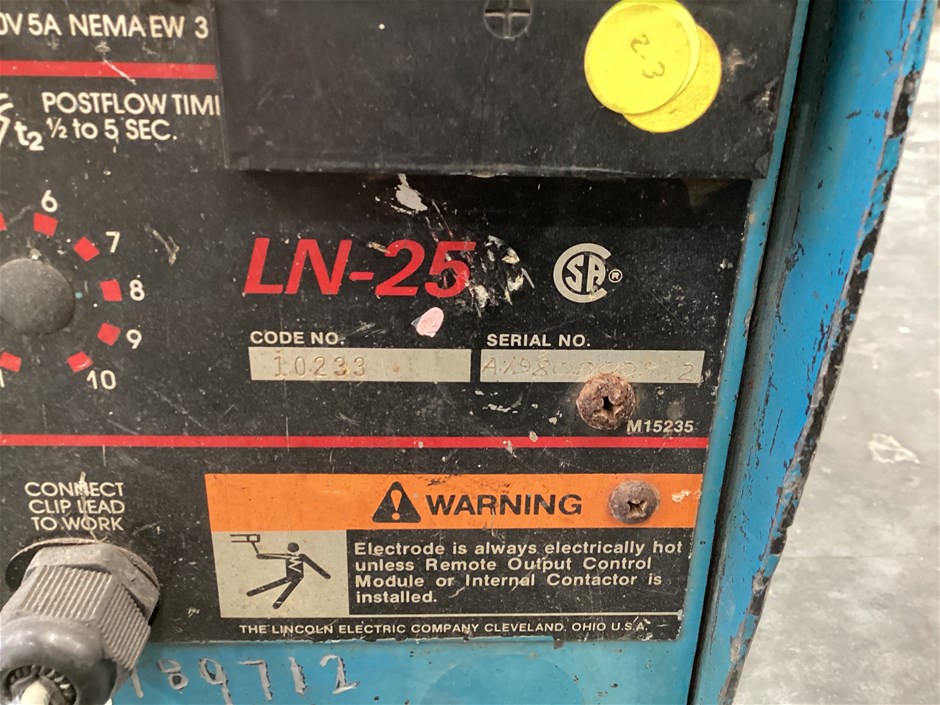 0V 5A NEMA EW 3
23
POSTFLOW TIMI
t2 ½ to 5 SEC.
6
7
8
9
10
LN-25
CSA ®
CODE NO.
10233
SERIAL NO.
M15235
CONNECT
CLIP LEAD
TO WORK
WARNING
Electrode is always electrically hot
unless Remote Output Control
Module or Internal Contactor is
installed.
THE LINCOLN ELECTRIC COMPANY CLEVELAND, OHIO U.S.A.
189712